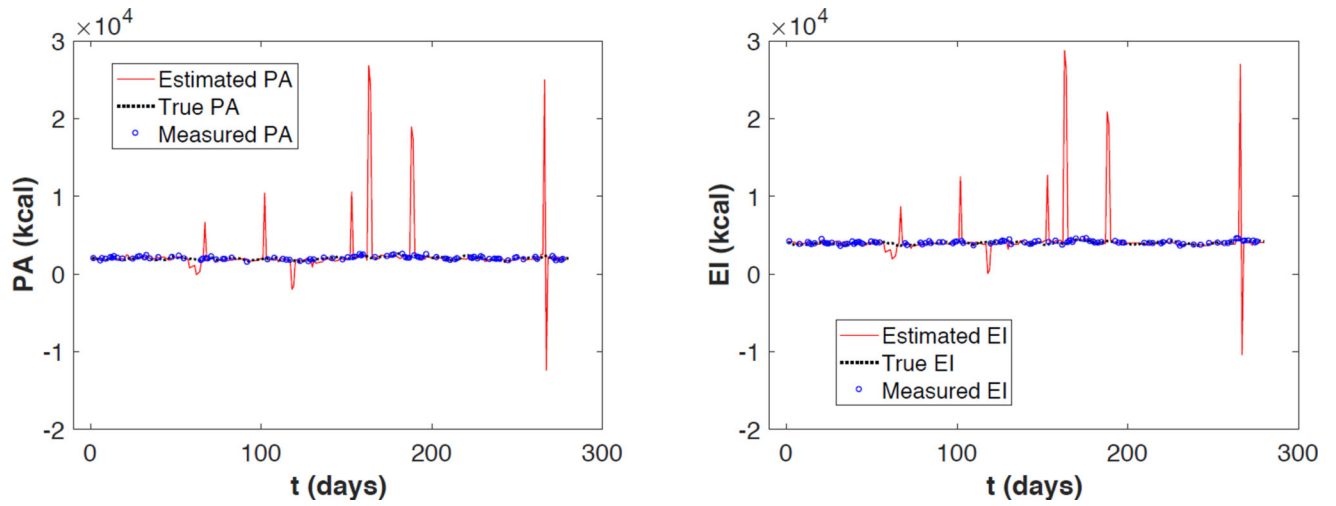 ×10⁴
3
2
1
0
-1
-2
PA (kcal)
Estimated PA
True PA
Measured PA
0
100
200
300
t (days)
×10⁴
3
2
1
0
-1
-2
EI (kcal)
Estimated EI
True EI
Measured EI
0
100
200
300
t (days)